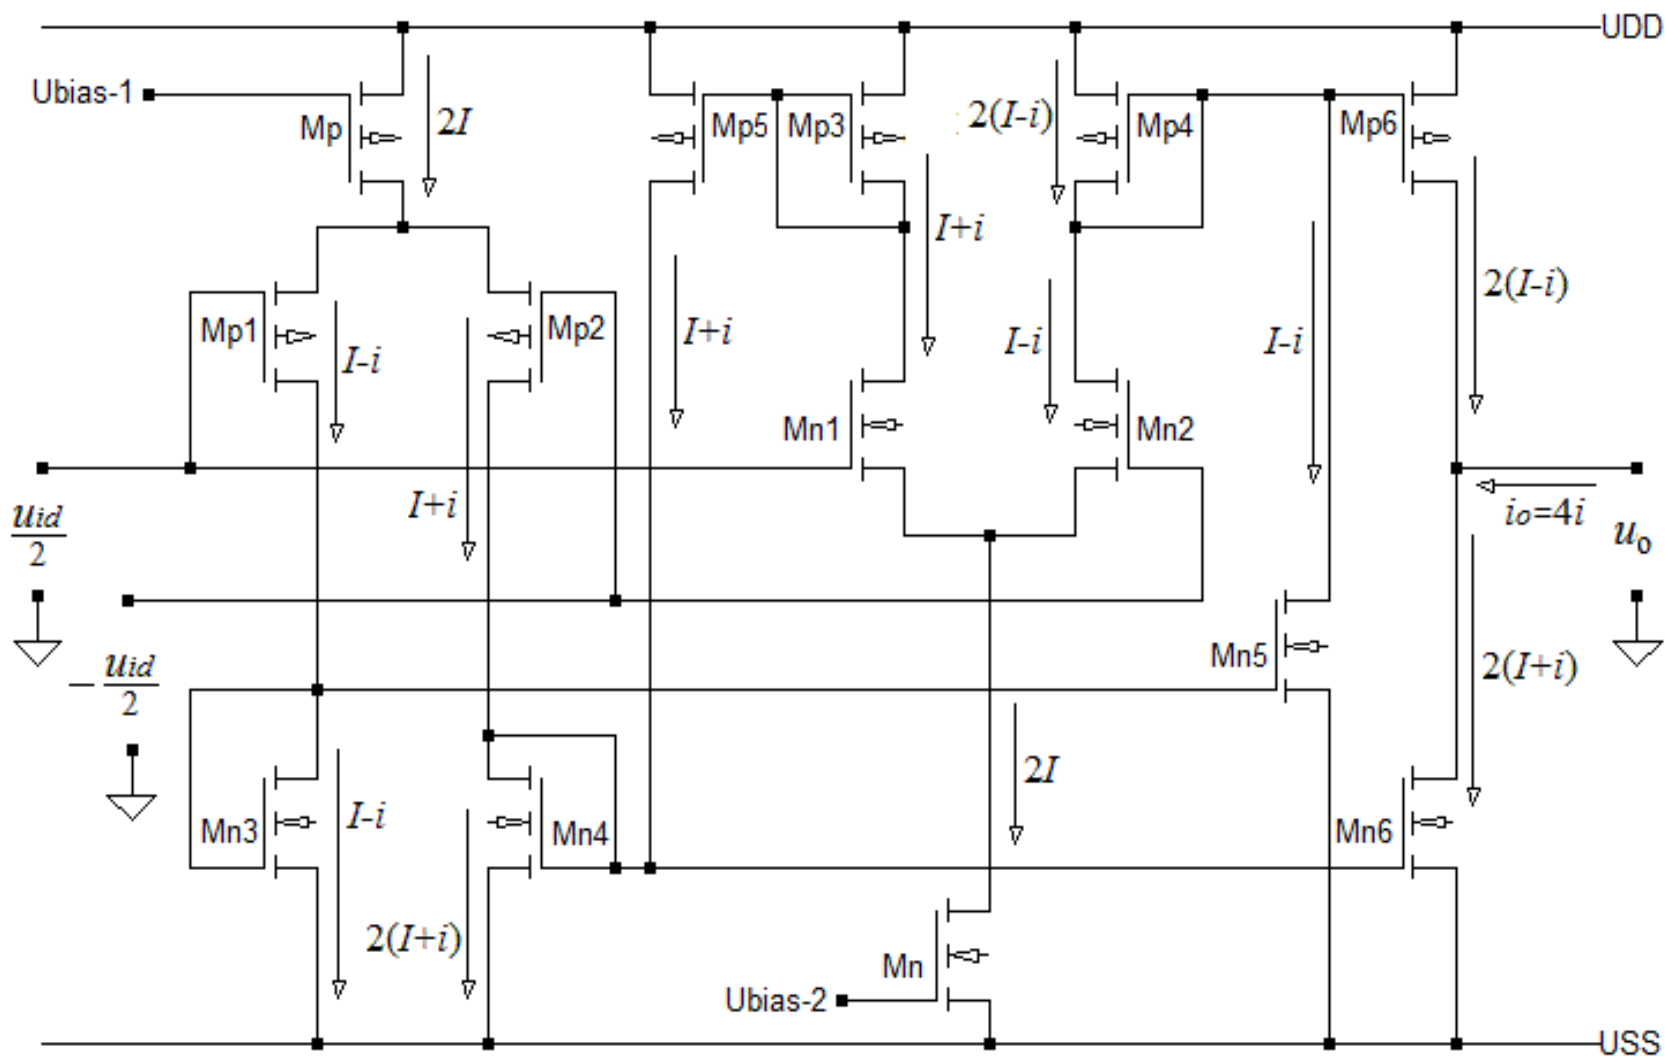 UDD
Ubias-1
Mp
2I
Mp5
Mp3
2(I-i)
Mp4
Mp6
I+i
Mp1
I-i
Mp2
I+i
I-i
I-i
2(I-i)
Mn1
Mn2
uid
2
I+i
io=4i
uo
- uid
2
Mn5
2(I+i)
Mn3
I-i
Mn4
2I
Mn6
2(I+i)
Mn
Ubias-2
USS